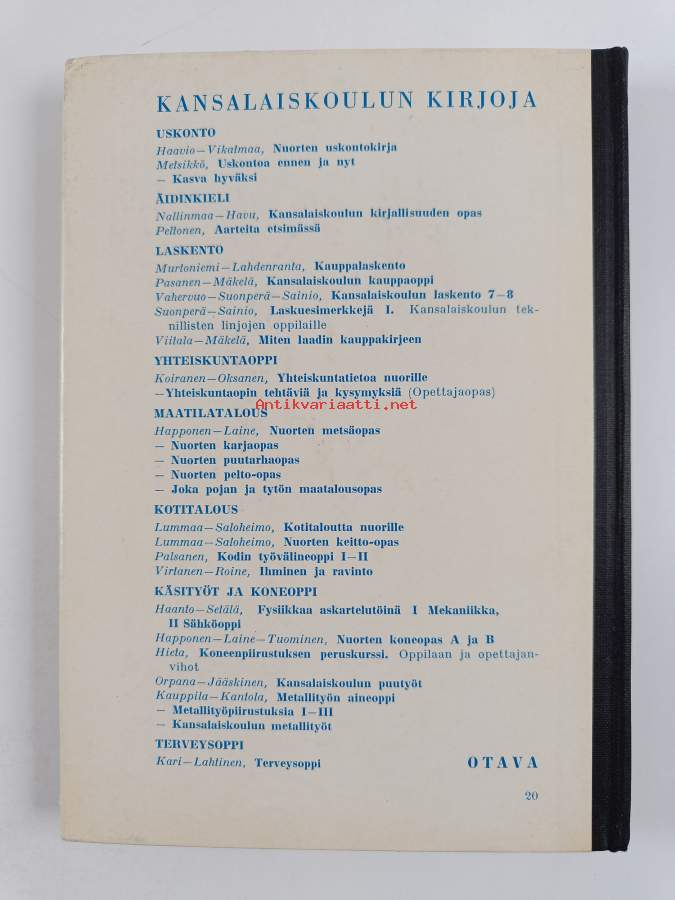 KANSALAISKOULUN KIRJOJA
USKONTO
Haavio—Vikatmaa, Nuorten uskontokirja
Metsikkö, Uskontoa ennen ja nyt
— Kasva hyväksi
ÄIDINKIELI
Nallinmaa—Havu, Kansalaiskoulun kirjallisuuden opas
Peltonen, Aarteita etsimässä
LASKENTO
Murtoniemi—Lahdenranta, Kauppalaskento
Pasanen—Mäkelä, Kansalaiskoulun kauppaoppi
Vahervuo—Suonperä—Sainio, Kansalaiskoulun laskento 7—8
Suonperä—Sainio, Laskuesimerkkejä I. Kansalaiskoulun tek-
nillisten linjojen oppilaille
Viitala—Mäkelä, Miten laadin kauppakirjeen
YHTEISKUNTAOPPI
Koiranen—Oksanen, Yhteiskuntatietoa nuorille
—Yhteiskuntaopin tehtäviä ja kysymyksiä (Opettajaopas)
Antikvariaatti.net
MAATILATALOUS
Happonen—Laine, Nuorten metsäopas
— Nuorten karjaopas
— Nuorten puutarhaopas
— Nuorten pelto-opas
— Joka pojan ja tytön maatalousopas
KOTITALOUS
Lummaa—Saloheimo, Kotitaloutta nuorille
Lummaa—Saloheimo, Nuorten keitto-opas
Palsanen, Kodin työvälineoppi I—II
Virtanen—Roine, Ihminen ja ravinto
KÄSITYÖT JA KONEOPPI
Haanto—Setälä, Fysiikkaa askartelutöinä I Mekaniikka,
II Sähköoppi
Happonen—Laine—Tuominen, Nuorten koneopas A ja B
Hieta, Koneenpiirustuksen peruskurssi. Oppilaan ja opettajan-
vihot
Orpana—Jääskinen, Kansalaiskoulun puutyöt
Kauppila—Kantola, Metallityön aineoppi
— Metallityöpiirustuksia I—III
— Kansalaiskoulun metallityöt
TERVEYSOPPI
Kari—Lahtinen, Terveysoppi
OTAVA
20